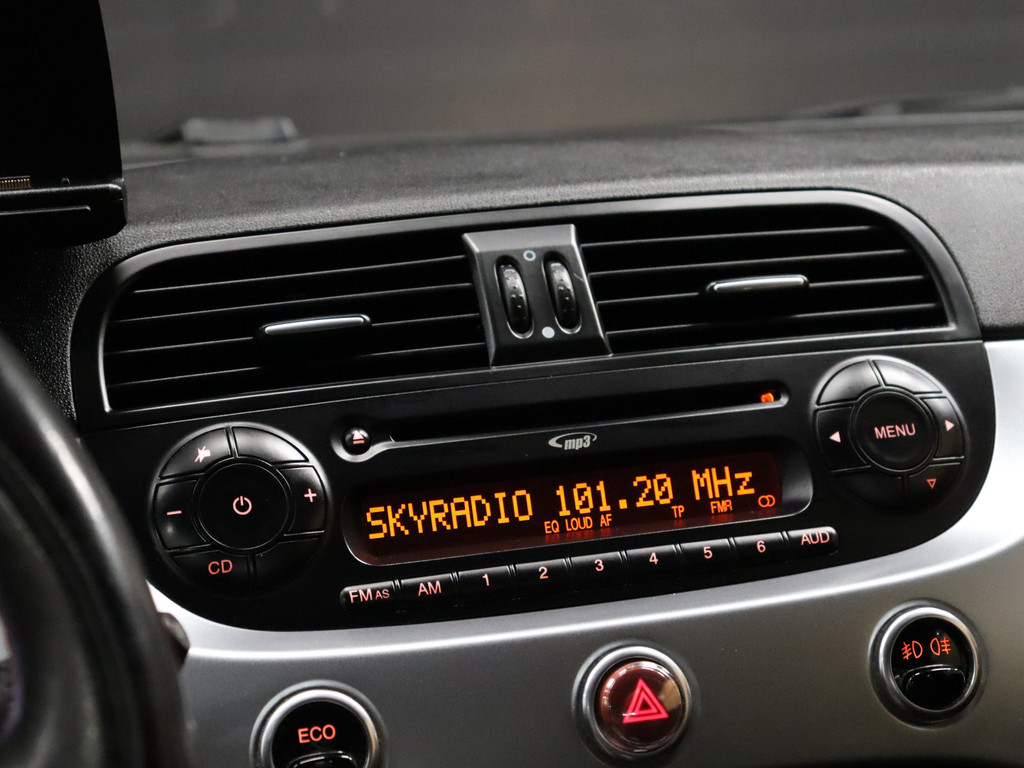 mp3
MENU
SKYRADIO 101.20 MHz
EQ LOUD AF TP FMR
CD
FM AS AM 1 2 3 4 5 6 AUD
ECO